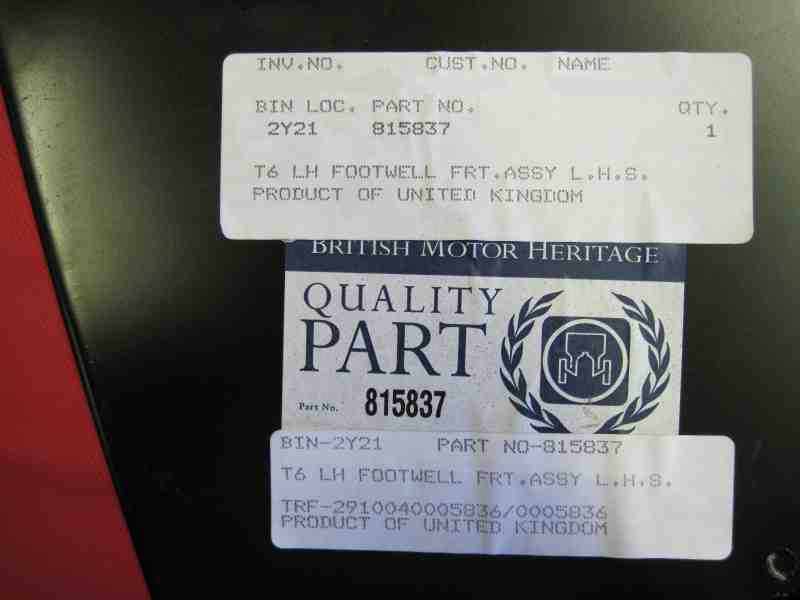 INV.NO. CUST.NO. NAME
BIN LOC. PART NO. QTY.
2Y21 815837 1
T6 LH FOOTWELL FRT.ASSY L.H.S.
PRODUCT OF UNITED KINGDOM
BRITISH MOTOR HERITAGE
QUALITY
PART
Part No. 815837
BIN-2Y21 PART NO-815837
T6 LH FOOTWELL FRT.ASSY L.H.S.
TRF-2910040005836/0005836
PRODUCT OF UNITED KINGDOM